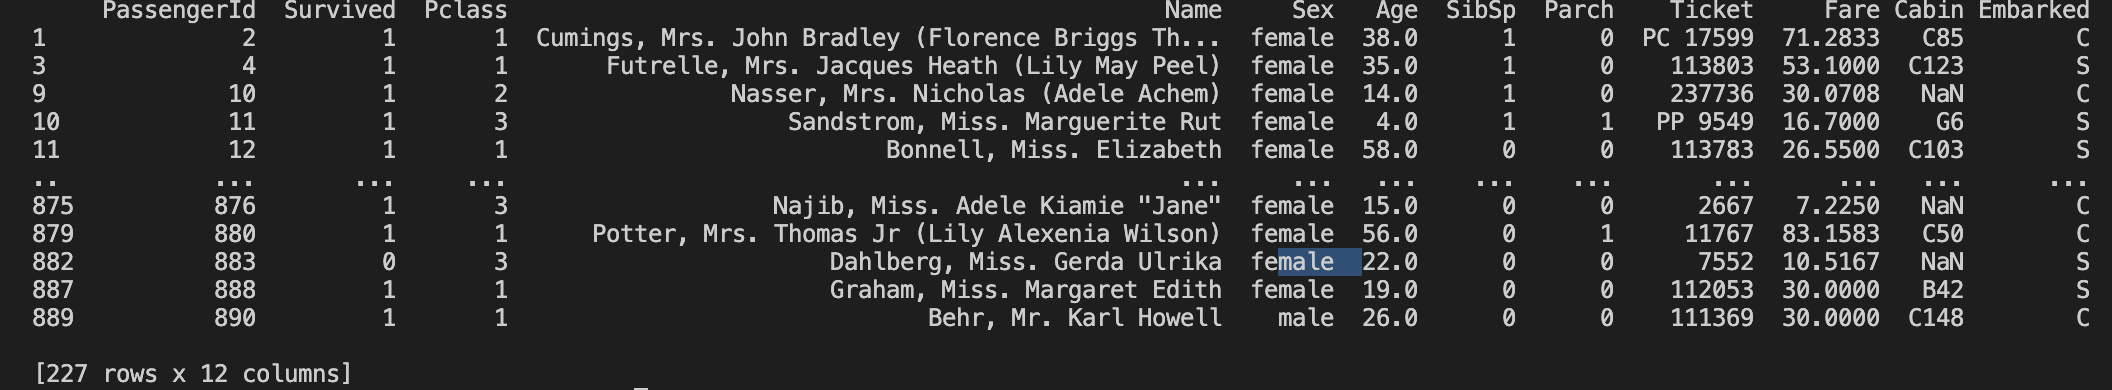 PassengerId Survived Pclass Name Sex Age SibSp Parch Ticket Fare Cabin Embarked
1 2 1 1 Cumings, Mrs. John Bradley (Florence Briggs Th... female 38.0 1 0 PC 17599 71.2833 C85 C
3 4 1 1 Futrelle, Mrs. Jacques Heath (Lily May Peel) female 35.0 1 0 113803 53.1000 C123 S
9 10 1 2 Nasser, Mrs. Nicholas (Adele Achem) female 14.0 1 0 237736 30.0708 NaN C
10 11 1 3 Sandstrom, Miss. Marguerite Rut female 4.0 1 1 PP 9549 16.7000 G6 S
11 12 1 1 Bonnell, Miss. Elizabeth female 58.0 0 0 113783 26.5500 C103 S
.. ... ... ... ... ... ... ... ... ... ... ... ...
875 876 1 3 Najib, Miss. Adele Kiamie "Jane" female 15.0 0 0 2667 7.2250 NaN C
879 880 1 1 Potter, Mrs. Thomas Jr (Lily Alexenia Wilson) female 56.0 0 1 11767 83.1583 C50 C
882 883 0 3 Dahlberg, Miss. Gerda Ulrika female 22.0 0 0 7552 10.5167 NaN S
887 888 1 1 Graham, Miss. Margaret Edith female 19.0 0 0 112053 30.0000 B42 S
889 890 1 1 Behr, Mr. Karl Howell male 26.0 0 0 111369 30.0000 C148 C
[227 rows x 12 columns]